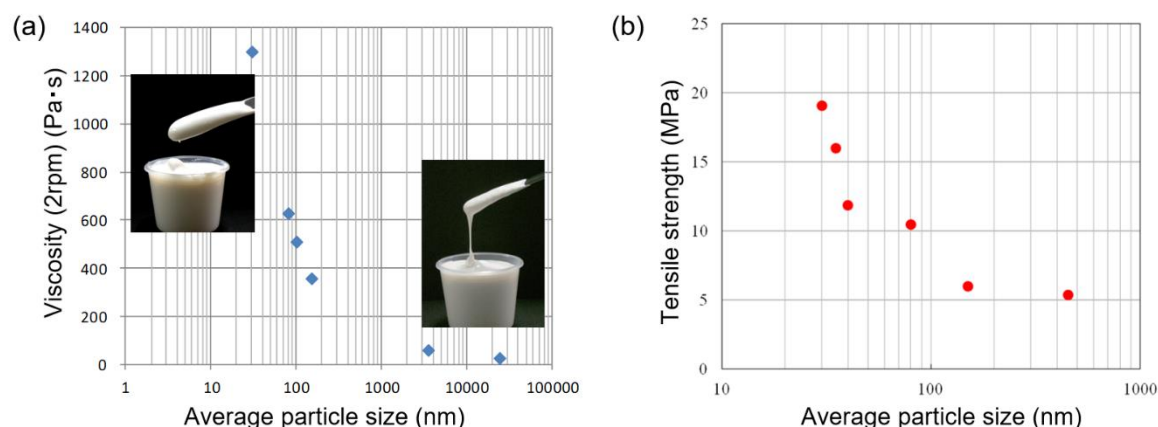 (a)
1400
1200
1000
800
600
400
200
0
Viscosity (2rpm) (Pa·s)
1 10 100 1000 10000 100000
Average particle size (nm)
(b)
25
20
15
10
5
0
Tensile strength (MPa)
10 100 1000
Average particle size (nm)